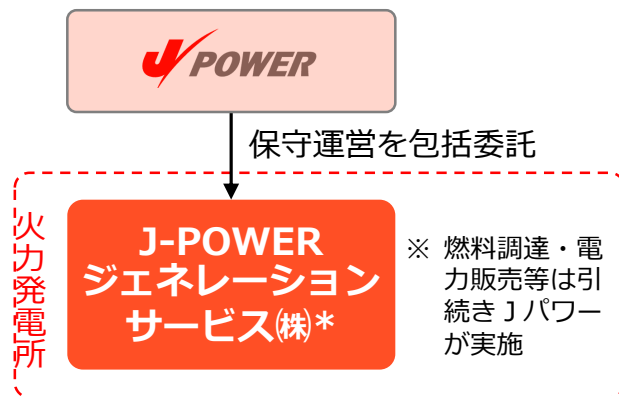 J POWER
保守運営を包括委託
火力発電所
J-POWER
ジェネレーション
サービス㈱*
※ 燃料調達・電
力販売等は引
続きJパワー
が実施